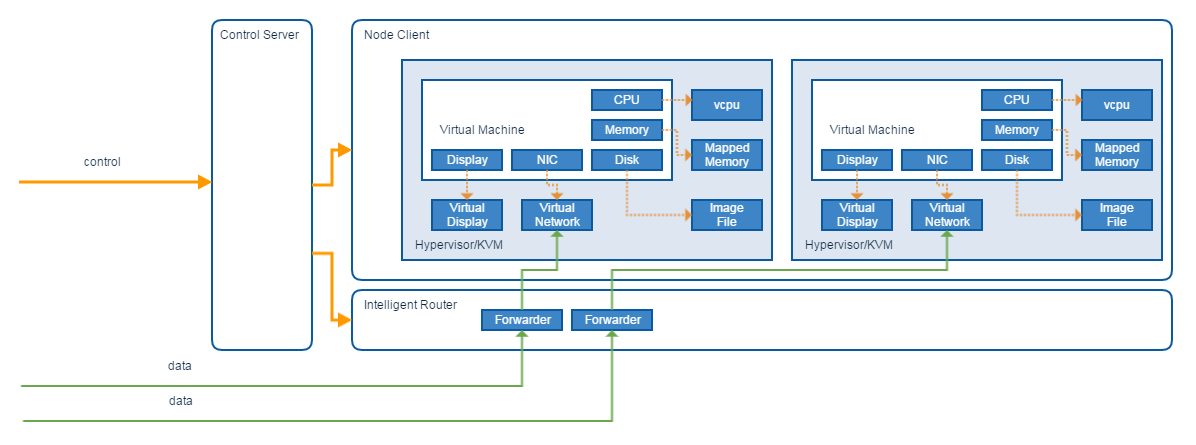 Control Server
Node Client
CPU
vcpu
Virtual Machine
Memory
Mapped
Memory
Display
NIC
Disk
Virtual
Display
Virtual
Network
Image
File
Hypervisor/KVM
CPU
vcpu
Virtual Machine
Memory
Mapped
Memory
Display
NIC
Disk
Virtual
Display
Virtual
Network
Image
File
Hypervisor/KVM
control
Intelligent Router
Forwarder
Forwarder
data
data